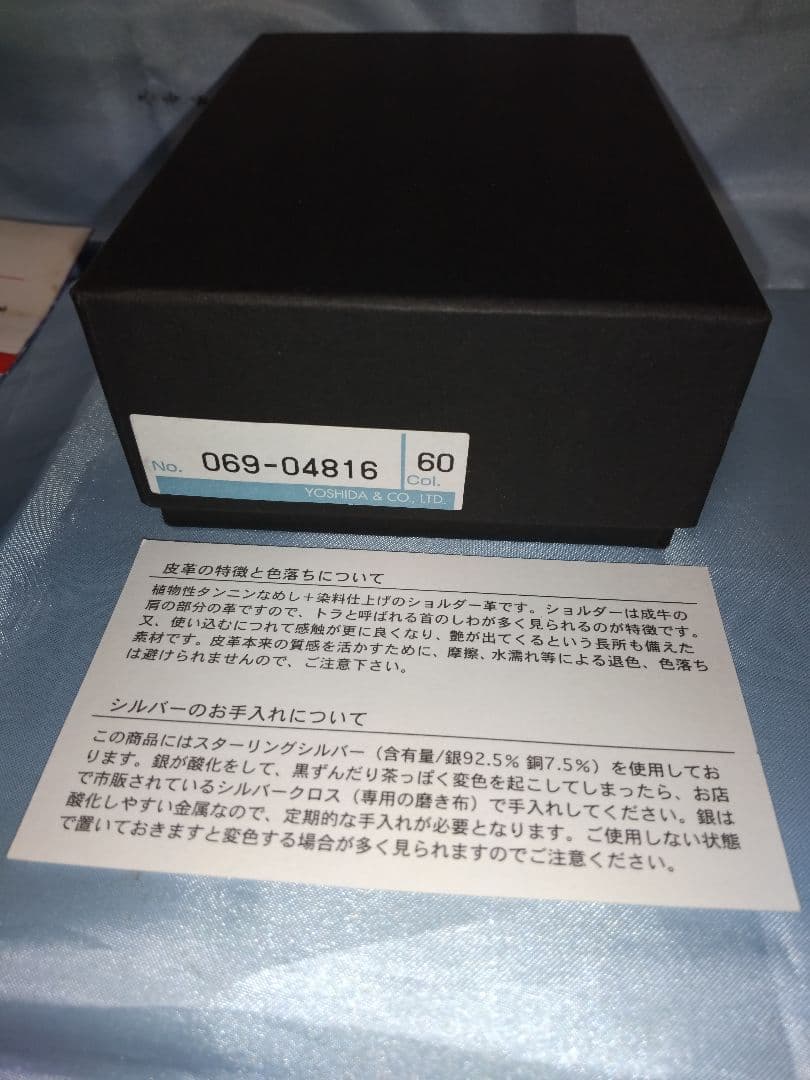 No. 069-04816 60 Col.
YOSHIDA & CO., LTD.
皮革の特徴と色落ちについて
植物性タンニンなめし+染料仕上げのショルダー革です。ショルダーは成牛の
肩の部分の革ですので、トラと呼ばれる首のしわが多く見られるのが特徴です。
又、使い込むにつれて感触が更に良くなり、艶が出てくるという長所も備えた
素材です。皮革本来の質感を活かすために、摩擦、水濡れ等による退色、色落ち
は避けられませんので、ご注意下さい。
シルバーのお手入れについて
この商品にはスターリングシルバー(含有量/銀92.5% 銅7.5%)を使用してお
ります。銀が酸化をして、黒ずんだり茶っぽく変色を起こしてしまったら、お店
で市販されているシルバークロス(専用の磨き布)で手入れしてください。銀は
酸化しやすい金属なので、定期的な手入れが必要となります。ご使用しない状態
で置いておきますと変色する場合が多く見られますのでご注意ください。